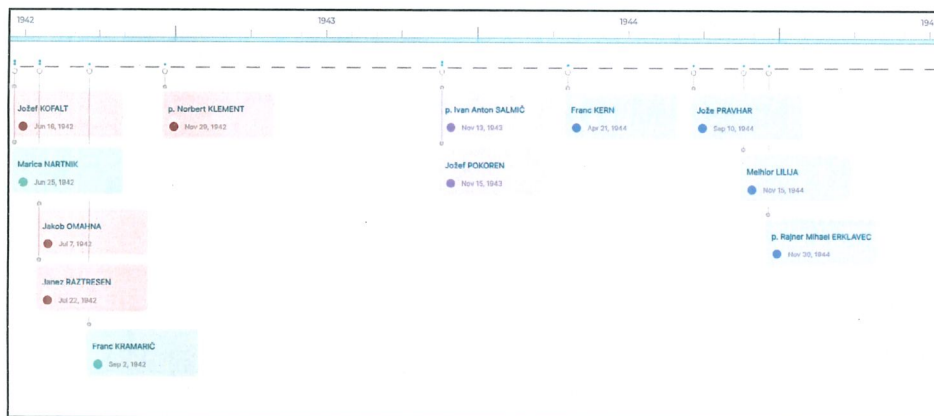 1942 1943 1944
Jožef KOFALT
Jun 16, 1942
Marica NARTNIK
Jun 25, 1942
Jakob OMAHNA
Jul 7, 1942
Janez RAZTRESEN
Jul 22, 1942
Franc KRAMARIČ
Sep 2, 1942
p. Norbert KLEMENT
Nov 29, 1942
p. Ivan Anton SALMIČ
Nov 13, 1943
Jožef POKOREN
Nov 15, 1943
Franc KERN
Apr 21, 1944
Jože PRAVHAR
Sep 10, 1944
Melhior LILIJA
Nov 15, 1944
p. Rajner Mihael ERKLAVEC
Nov 30, 1944